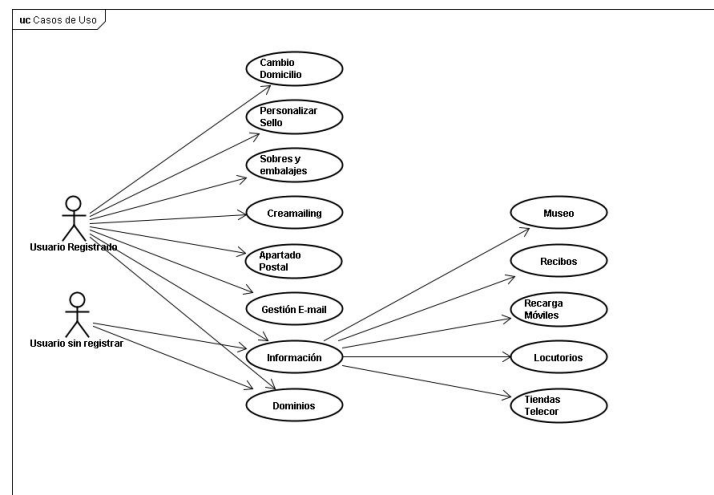 uc Casos de Uso
Cambio
Domicilio
Personalizar
Sello
Sobres y
embalajes
Creamailing
Usuario Registrado
Apartado
Postal
Gestión E-mail
Usuario sin registrar
Información
Dominios
Museo
Recibos
Recarga
Móviles
Locutorios
Tiendas
Telecor